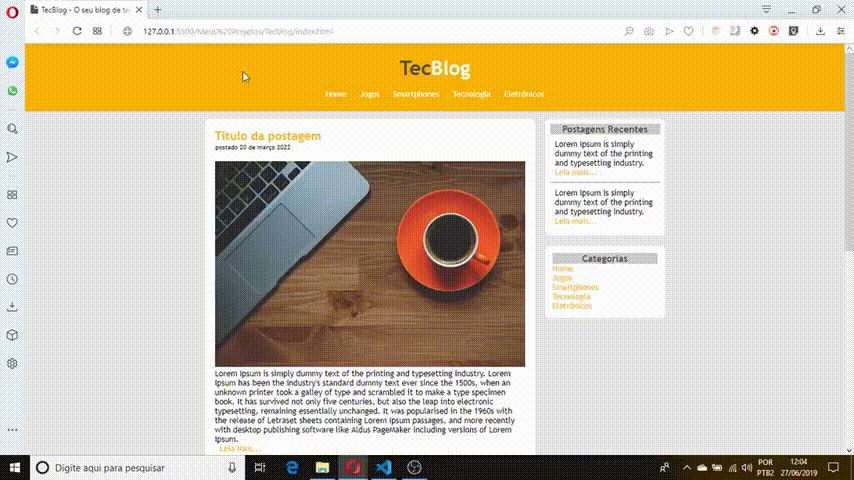 TecBlog - O seu blog de te
127.0.0.1:5500/Meus%20Projetos/Tecblog/index.html
TecBlog
Home Jogos Smartphones Tecnologia Eletrônicos
Título da postagem
postado 20 de março 2022
Lorem Ipsum is simply dummy text of the printing and typesetting industry. Lorem
Ipsum has been the industry's standard dummy text ever since the 1500s, when an
unknown printer took a galley of type and scrambled it to make a type specimen
book. It has survived not only five centuries, but also the leap into electronic
typesetting, remaining essentially unchanged. It was popularised in the 1960s with
the release of Letraset sheets containing Lorem Ipsum passages, and more recently
with desktop publishing software like Aldus PageMaker including versions of Lorem
Ipsum.
Leia Mais...
Postagens Recentes
Lorem Ipsum is simply
dummy text of the printing
and typesetting industry.
Leia mais...
Lorem Ipsum is simply
dummy text of the printing
and typesetting industry.
Leia mais...
Categorias
Home
Jogos
Smartphones
Tecnologia
Eletrônicos
Digite aqui para pesquisar
POR
PTB2
12:04
27/06/2019